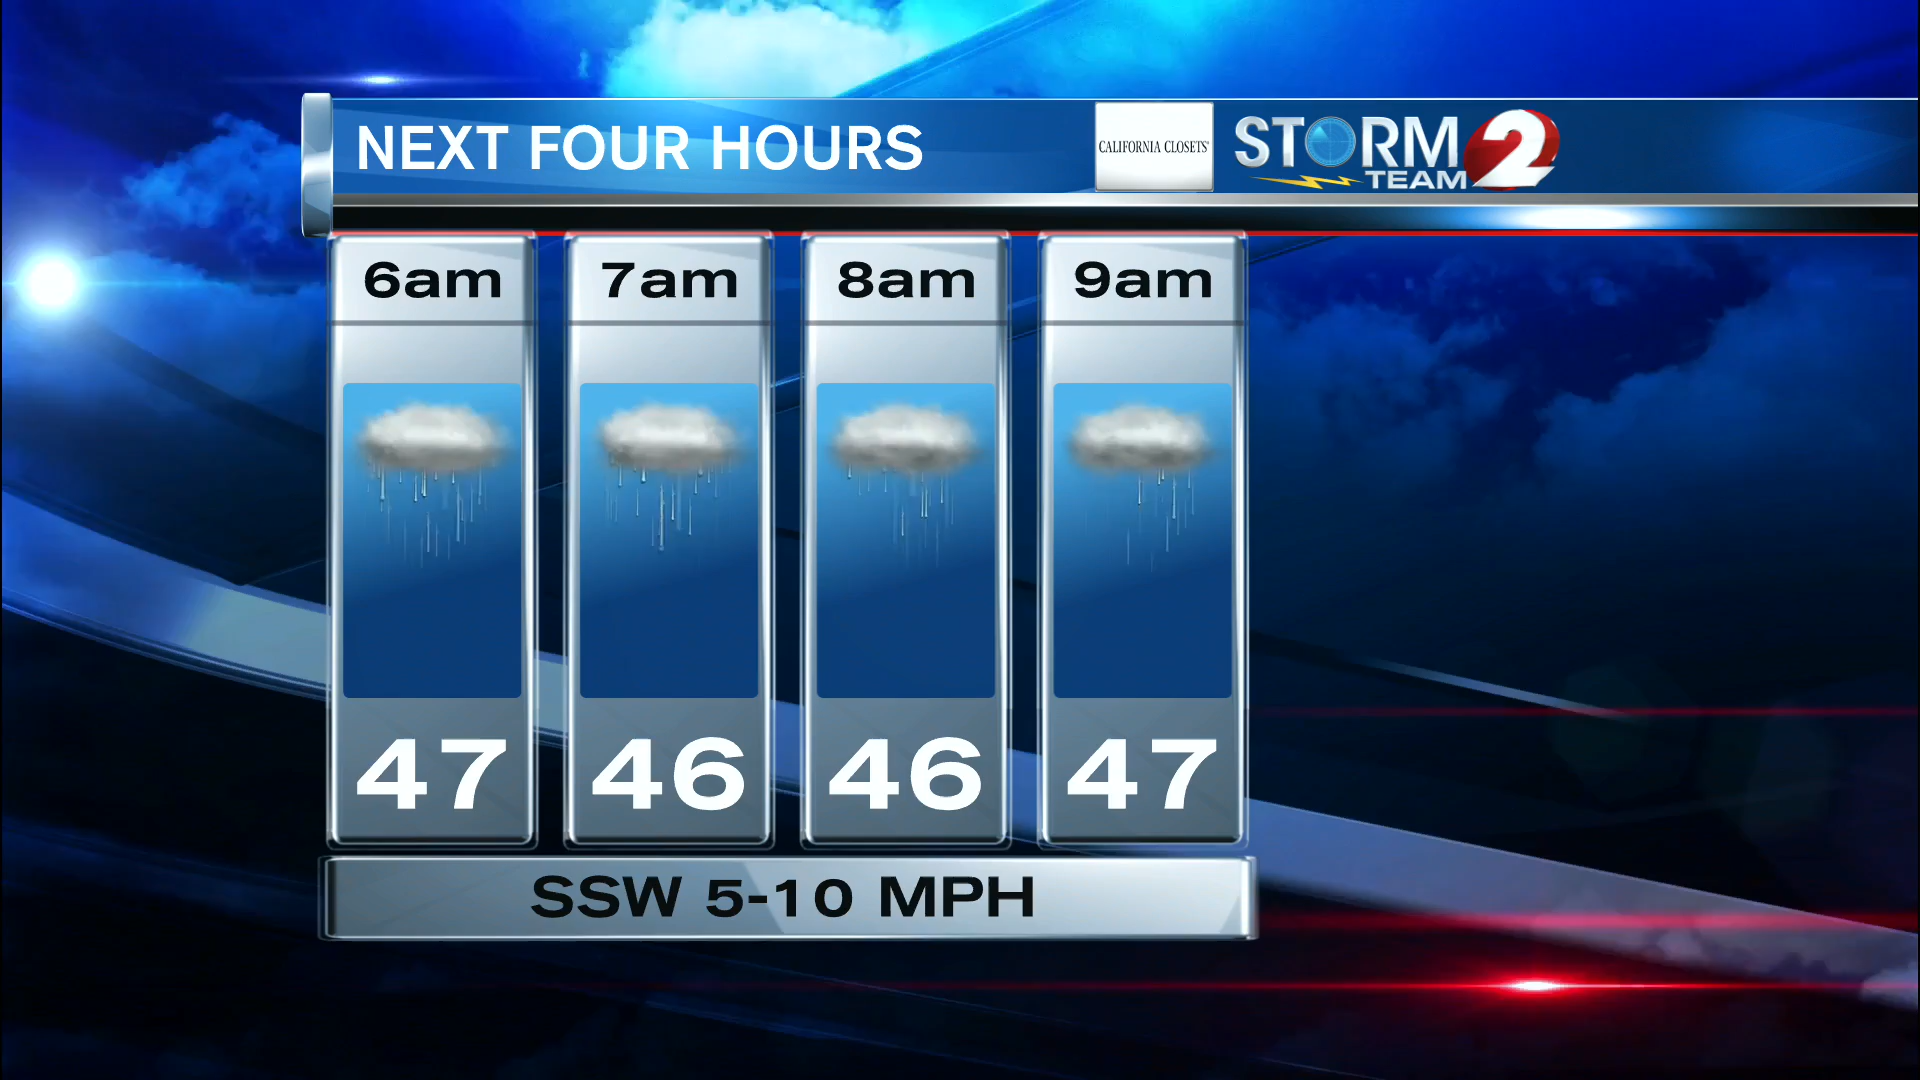 NEXT FOUR HOURS
CALIFORNIA CLOSETS®
STORM
TEAM
2
6am 7am 8am 9am
47 46 46 47
SSW 5-10 MPH